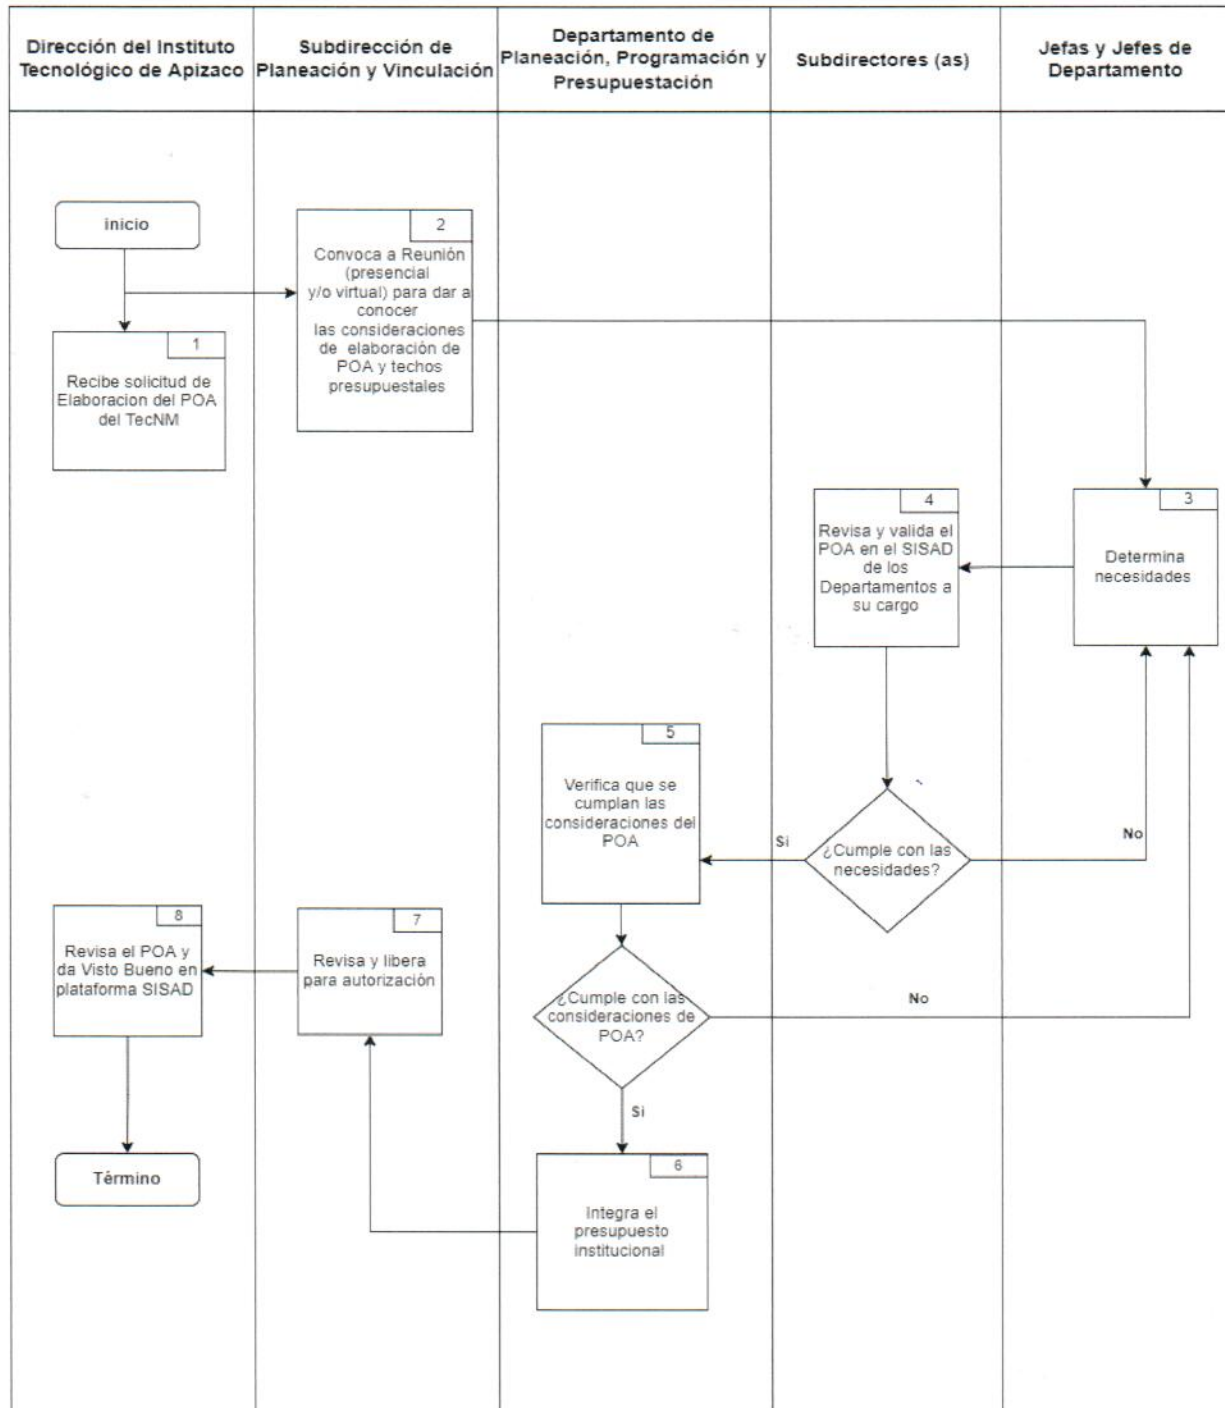 Dirección del Instituto
Tecnológico de Apizaco
Subdirección de
Planeación y Vinculación
Departamento de
Planeación, Programación y
Presupuestación
Subdirectores (as)
Jefas y Jefes de
Departamento
inicio
2
Convoca a Reunión
(presencial
y/o virtual) para dar a
conocer
las consideraciones
de elaboración de
POA y techos
presupuestales
1
Recibe solicitud de
Elaboracion del POA
del TecNM
4
Revisa y valida el
POA en el SISAD
de los
Departamentos a
su cargo
3
Determina
necesidades
5
Verifica que se
cumplan las
consideraciones del
POA
Si
¿Cumple con las
necesidades?
No
8
Revisa el POA y
da Visto Bueno en
plataforma SISAD
7
Revisa y libera
para autorización
¿Cumple con las
consideraciones de
POA?
No
Si
Término
6
Integra el
presupuesto
institucional